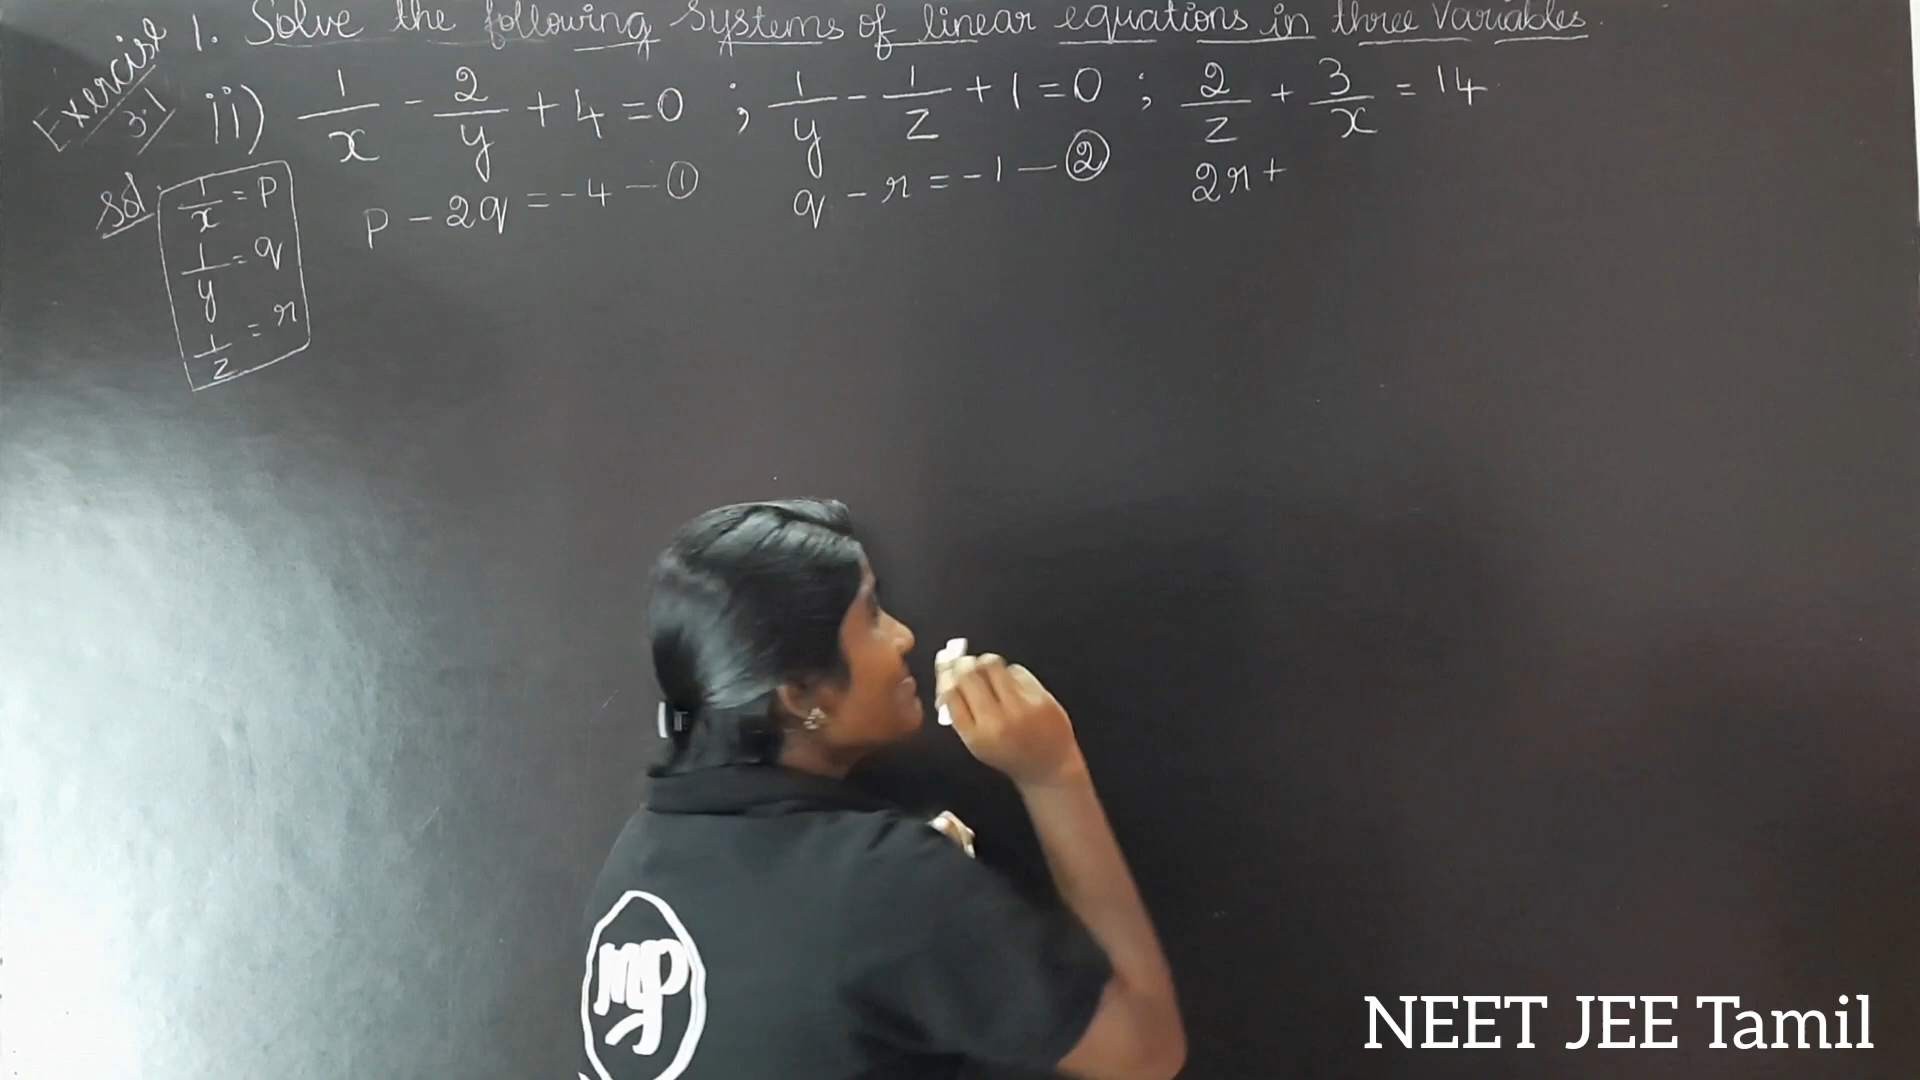 Exercise 3.1
1. Solve the following Systems of linear equations in three Variables.
ii) 1/x - 2/y + 4 = 0 ; 1/y - 1/z + 1 = 0 ; 2/z + 3/x = 14
Sol
1/x = p
1/y = q
1/z = r
p - 2q = -4 - ①
q - r = -1 - ②
2r +
mp
NEET JEE Tamil